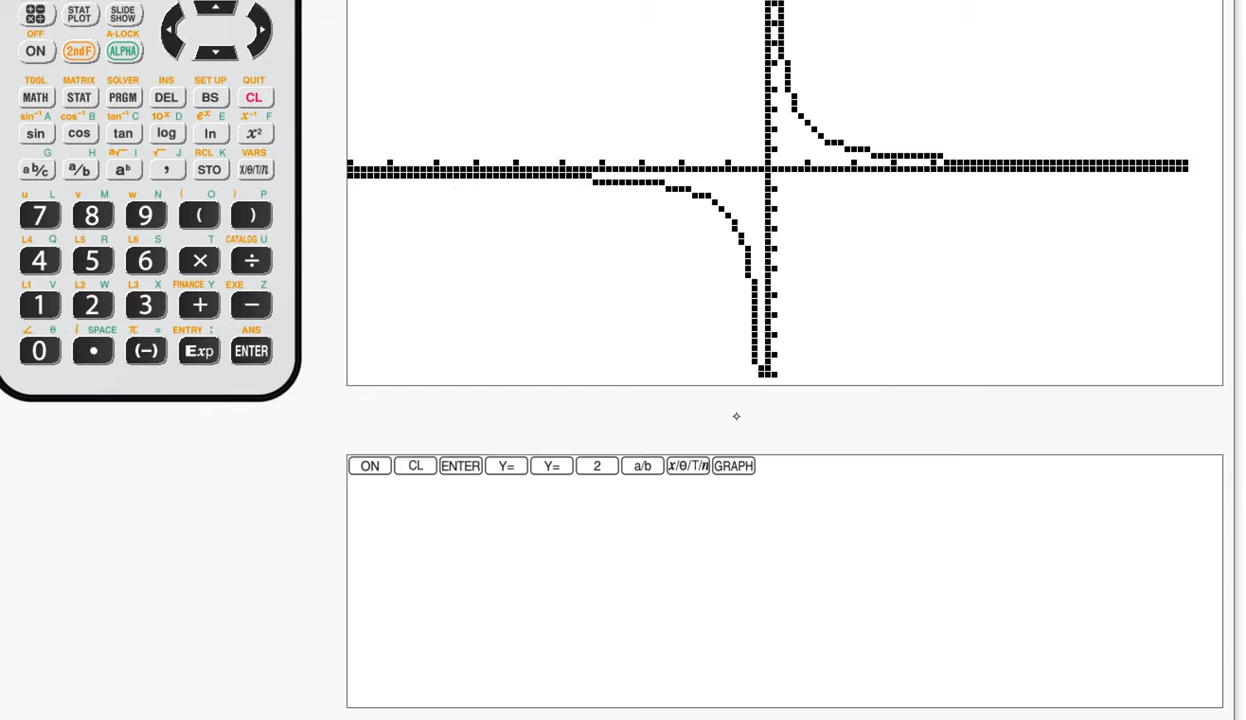 STAT PLOT SLIDE SHOW
OFF A-LOCK
ON 2ndF ALPHA
TOOL MATRIX SOLVER INS SET UP QUIT
MATH STAT PRGM DEL BS CL
sin⁻¹ A cos⁻¹ B tan⁻¹ C 10ˣ D eˣ E x⁻¹ F
sin cos tan log ln x²
G H a√ I √ J RCL K VARS
a b/c a/b aᵇ , STO X/θ/T/n
u L v M w N { O } P
7 8 9 ( )
L4 Q L5 R L6 S T CATALOG U
4 5 6 × ÷
L1 V L2 W L3 X FINANCE Y EXE Z
1 2 3 + −
∠ θ i SPACE π = ENTRY : ANS
0 • (−) Exp ENTER
ON CL ENTER Y= Y= 2 a/b x/θ/T/n GRAPH